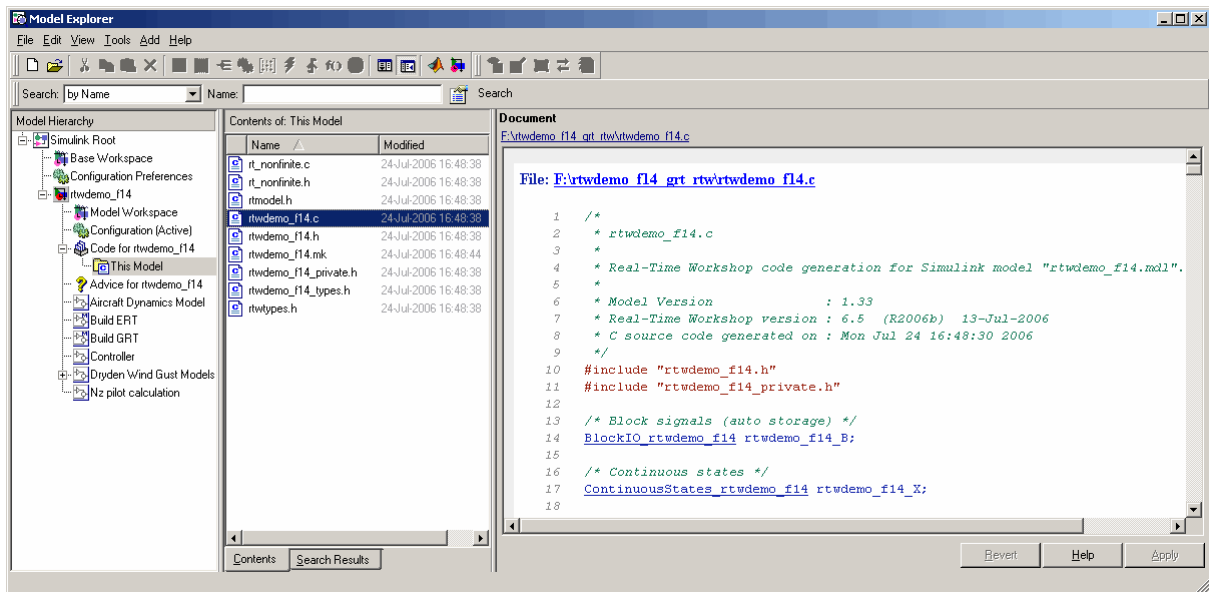 Model Explorer
File Edit View Tools Add Help
Search: by Name Name: Search
Model Hierarchy
Simulink Root
Base Workspace
Configuration Preferences
rtwdemo_f14
Model Workspace
Configuration (Active)
Code for rtwdemo_f14
This Model
Advice for rtwdemo_f14
Aircraft Dynamics Model
Build ERT
Build GRT
Controller
Dryden Wind Gust Models
Nz pilot calculation
Contents of: This Model
Name Modified
rt_nonfinite.c 24-Jul-2006 16:48:38
rt_nonfinite.h 24-Jul-2006 16:48:38
rtmodel.h 24-Jul-2006 16:48:38
rtwdemo_f14.c 24-Jul-2006 16:48:38
rtwdemo_f14.h 24-Jul-2006 16:48:38
rtwdemo_f14.mk 24-Jul-2006 16:48:44
rtwdemo_f14_private.h 24-Jul-2006 16:48:38
rtwdemo_f14_types.h 24-Jul-2006 16:48:38
rtwtypes.h 24-Jul-2006 16:48:38
Contents Search Results
Document
F:\rtwdemo_f14_grt_rtw\rtwdemo_f14.c
File: F:\rtwdemo_f14_grt_rtw\rtwdemo_f14.c
1 /*
2 * rtwdemo_f14.c
3 *
4 * Real-Time Workshop code generation for Simulink model "rtwdemo_f14.mdl".
5 *
6 * Model Version : 1.33
7 * Real-Time Workshop version : 6.5 (R2006b) 13-Jul-2006
8 * C source code generated on : Mon Jul 24 16:48:30 2006
9 */
10 #include "rtwdemo_f14.h"
11 #include "rtwdemo_f14_private.h"
12
13 /* Block signals (auto storage) */
14 BlockIO_rtwdemo_f14 rtwdemo_f14_B;
15
16 /* Continuous states */
17 ContinuousStates_rtwdemo_f14 rtwdemo_f14_X;
18
Revert Help Apply